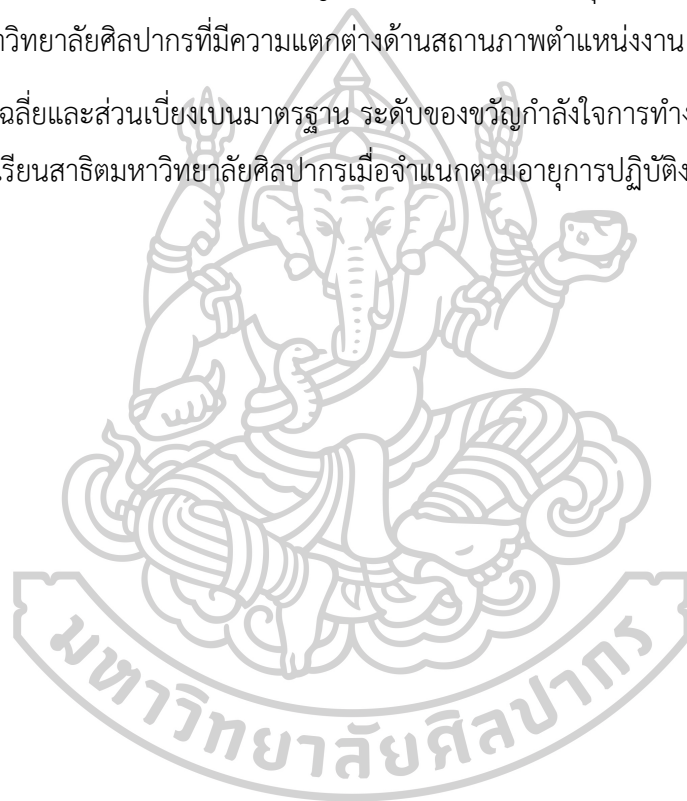 าวิทยาลัยศิลปากรที่มีความแตกต่างด้านสถานภาพตำแหน่งงาน
ฉลี่ยและส่วนเบี่ยงเบนมาตรฐาน ระดับของขวัญกำลังใจการทำง
รียนสาธิตมหาวิทยาลัยศิลปากรเมื่อจำแนกตามอายุการปฏิบัติง
มหาวิทยาลัยศิลปากร